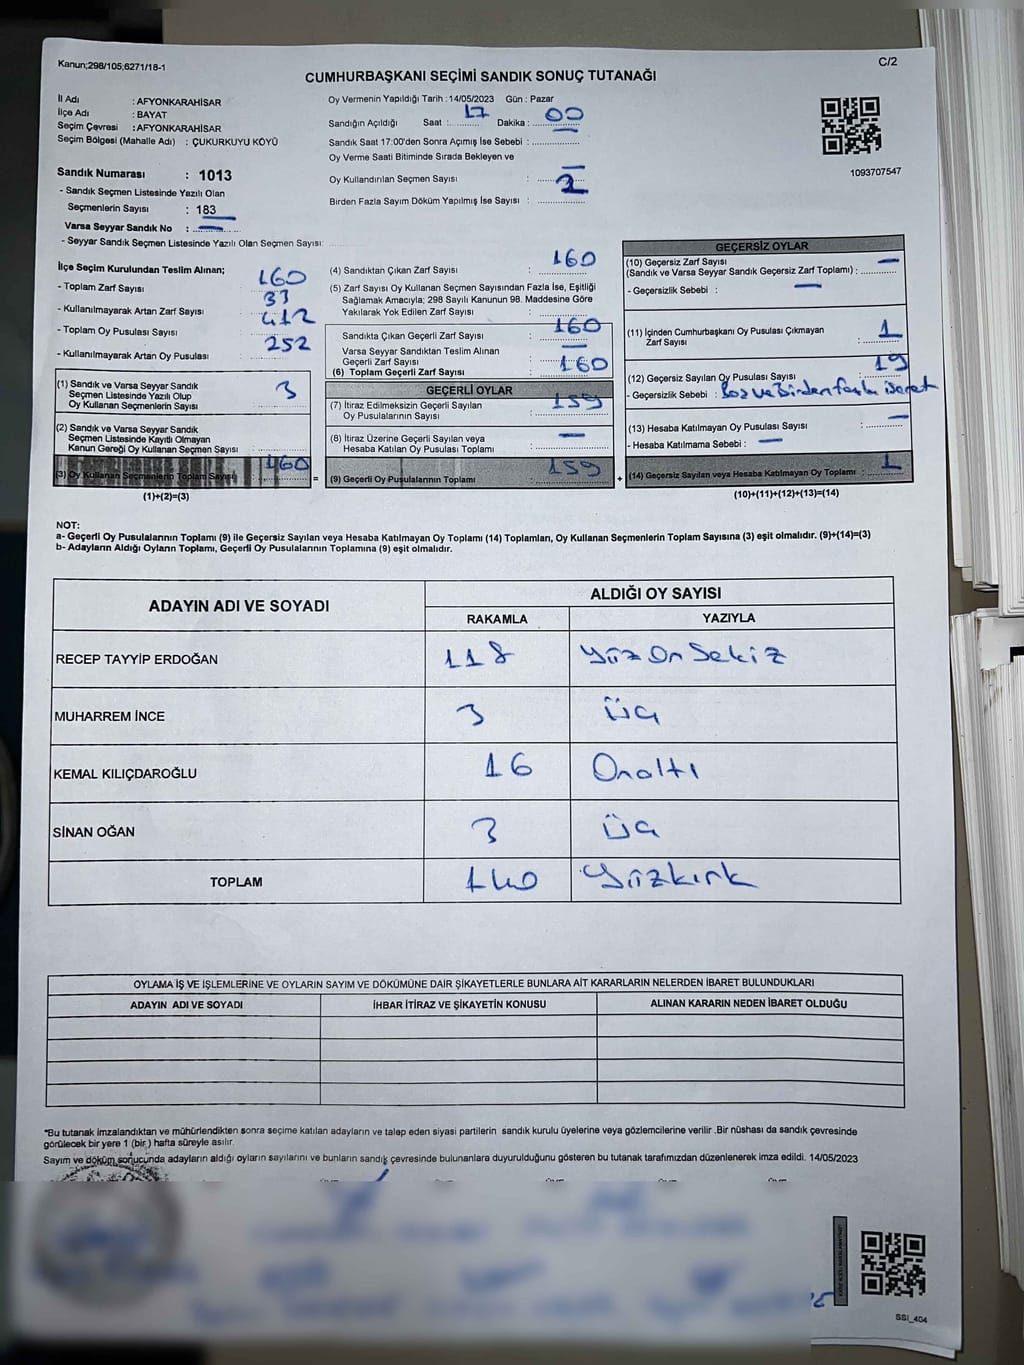 Kanun;298/105;6271/18-1
C/2
CUMHURBAŞKANI SEÇİMİ SANDIK SONUÇ TUTANAĞI
İl Adı : AFYONKARAHİSAR
İlçe Adı : BAYAT
Seçim Çevresi : AFYONKARAHİSAR
Seçim Bölgesi (Mahalle Adı) : ÇUKURKUYU KÖYÜ
Sandık Numarası : 1013
- Sandık Seçmen Listesinde Yazılı Olan
Seçmenlerin Sayısı : 183
Varsa Seyyar Sandık No : —
- Seyyar Sandık Seçmen Listesinde Yazılı Olan Seçmen Sayısı:
Oy Vermenin Yapıldığı Tarih :14/05/2023 Gün : Pazar
Sandığın Açıldığı Saat : 17 Dakika : 00
Sandık Saat 17:00'den Sonra Açımış İse Sebebi :
Oy Verme Saati Bitiminde Sırada Bekleyen ve
Oy Kullandırılan Seçmen Sayısı : —
Birden Fazla Sayım Döküm Yapılmış İse Sayısı : 2
1093707547
İlçe Seçim Kurulundan Teslim Alınan;
- Toplam Zarf Sayısı : 160
- Kullanılmayarak Artan Zarf Sayısı : 33
- Toplam Oy Pusulası Sayısı : 412
- Kullanılmayarak Artan Oy Pusulası : 252
(1) Sandık ve Varsa Seyyar Sandık
Seçmen Listesinde Yazılı Olup
Oy Kullanan Seçmenlerin Sayısı : 3
(2) Sandık ve Varsa Seyyar Sandık
Seçmen Listesinde Kayıtlı Olmayan
Kanun Gereği Oy Kullanan Seçmen Sayısı :
(3) Oy Kullanan Seçmenlerin Toplam Sayısı : 160
(1)+(2)=(3)
(4) Sandıktan Çıkan Zarf Sayısı : 160
(5) Zarf Sayısı Oy Kullanan Seçmen Sayısından Fazla İse, Eşitliği
Sağlamak Amacıyla; 298 Sayılı Kanunun 98. Maddesine Göre
Yakılarak Yok Edilen Zarf Sayısı :
Sandıkta Çıkan Geçerli Zarf Sayısı : 160
Varsa Seyyar Sandıktan Teslim Alınan
Geçerli Zarf Sayısı : —
(6) Toplam Geçerli Zarf Sayısı : 160
GEÇERLİ OYLAR
(7) İtiraz Edilmeksizin Geçerli Sayılan
Oy Pusulalarının Sayısı : 159
(8) İtiraz Üzerine Geçerli Sayılan veya
Hesaba Katılan Oy Pusulası Toplamı : —
(9) Geçerli Oy Pusulalarının Toplamı : 159
=
+
GEÇERSİZ OYLAR
(10) Geçersiz Zarf Sayısı
(Sandık ve Varsa Seyyar Sandık Geçersiz Zarf Toplamı) : —
- Geçersizlik Sebebi : —
(11) İçinden Cumhurbaşkanı Oy Pusulası Çıkmayan
Zarf Sayısı : 1
(12) Geçersiz Sayılan Oy Pusulası Sayısı : 19
- Geçersizlik Sebebi : Boş ve Birden fazla işaret
(13) Hesaba Katılmayan Oy Pusulası Sayısı : —
- Hesaba Katılmama Sebebi : —
(14) Geçersiz Sayılan veya Hesaba Katılmayan Oy Toplamı : 1
(10)+(11)+(12)+(13)=(14)
NOT:
a- Geçerli Oy Pusulalarının Toplamı (9) ile Geçersiz Sayılan veya Hesaba Katılmayan Oy Toplamı (14) Toplamları, Oy Kullanan Seçmenlerin Toplam Sayısına (3) eşit olmalıdır. (9)+(14)=(3)
b- Adayların Aldığı Oyların Toplamı, Geçerli Oy Pusulalarının Toplamına (9) eşit olmalıdır.
ADAYIN ADI VE SOYADI
ALDIĞI OY SAYISI
RAKAMLA YAZIYLA
RECEP TAYYİP ERDOĞAN 118 Yüz On Sekiz
MUHARREM İNCE 3 üç
KEMAL KILIÇDAROĞLU 16 Onaltı
SİNAN OĞAN 3 üç
TOPLAM 140 Yüzkırk
OYLAMA İŞ VE İŞLEMLERİNE VE OYLARIN SAYIM VE DÖKÜMÜNE DAİR ŞİKAYETLERLE BUNLARA AİT KARARLARIN NELERDEN İBARET BULUNDUKLARI
ADAYIN ADI VE SOYADI İHBAR İTİRAZ VE ŞİKAYETİN KONUSU ALINAN KARARIN NEDEN İBARET OLDUĞU
*Bu tutanak imzalandıktan ve mühürlendikten sonra seçime katılan adayların ve talep eden siyasi partilerin sandık kurulu üyelerine veya gözlemcilerine verilir .Bir nüshası da sandık çevresinde
görülecek bir yere 1 (bir.) hafta süreyle asılır.
Sayım ve döküm sonucunda adayların aldığı oyların sayılarını ve bunların sandık çevresinde bulunanlara duyurulduğunu gösteren bu tutanak tarafımızdan düzenlenerek imza edildi. 14/05/2023
SSI_404